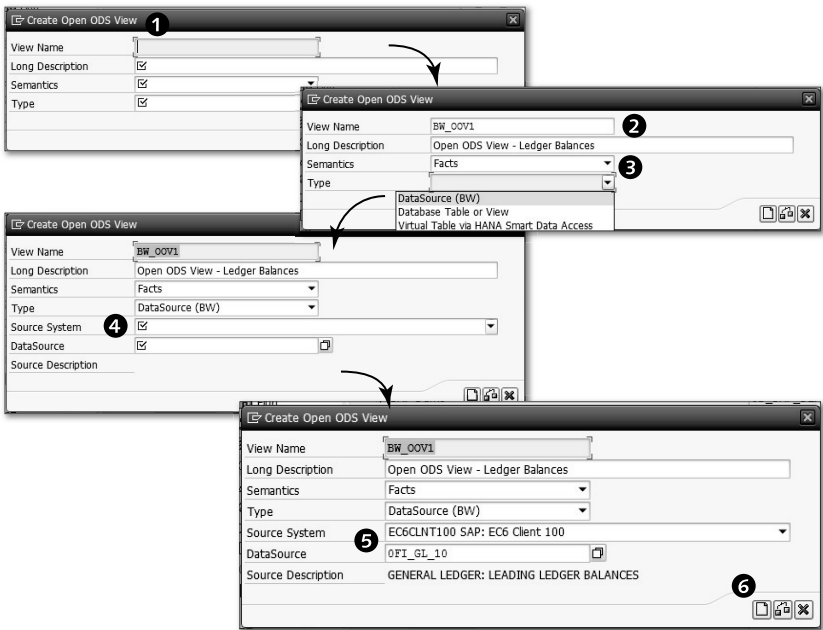 Create Open ODS View
1
View Name
Long Description
Semantics
Type
Create Open ODS View
View Name BW_OOV1 2
Long Description Open ODS View - Ledger Balances
Semantics Facts 3
Type
DataSource (BW)
Database Table or View
Virtual Table via HANA Smart Data Access
Create Open ODS View
View Name BW_OOV1
Long Description Open ODS View - Ledger Balances
Semantics Facts
Type DataSource (BW)
Source System 4
DataSource
Source Description
Create Open ODS View
View Name BW_OOV1
Long Description Open ODS View - Ledger Balances
Semantics Facts
Type DataSource (BW)
Source System EC6CLNT100 SAP: EC6 Client 100
5
DataSource 0FI_GL_10
Source Description GENERAL LEDGER: LEADING LEDGER BALANCES
6